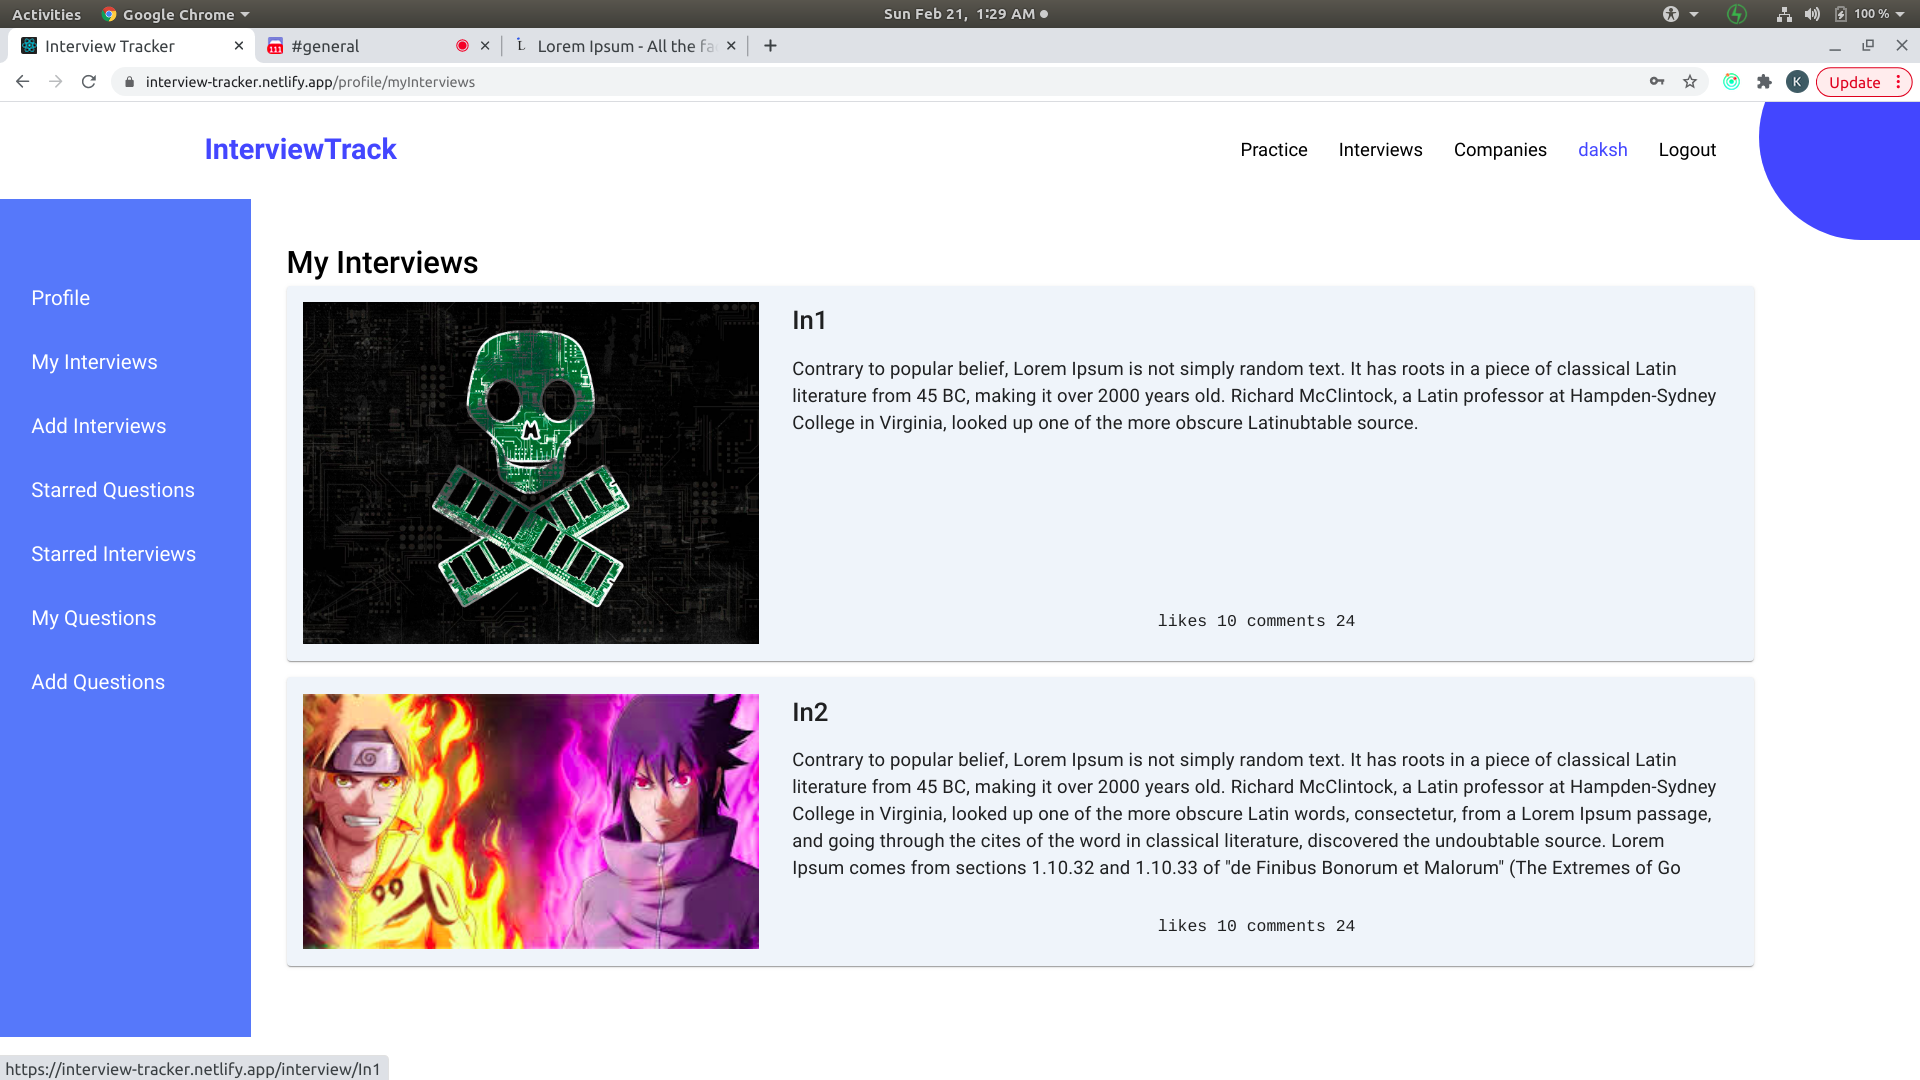 Activities Google Chrome Sun Feb 21, 1:29 AM 100 %
Interview Tracker #general Lorem Ipsum - All the fa
interview-tracker.netlify.app/profile/myInterviews K Update
InterviewTrack Practice Interviews Companies daksh Logout
Profile
My Interviews
Add Interviews
Starred Questions
Starred Interviews
My Questions
Add Questions
My Interviews
In1
Contrary to popular belief, Lorem Ipsum is not simply random text. It has roots in a piece of classical Latin
literature from 45 BC, making it over 2000 years old. Richard McClintock, a Latin professor at Hampden-Sydney
College in Virginia, looked up one of the more obscure Latinubtable source.
likes 10 comments 24
In2
Contrary to popular belief, Lorem Ipsum is not simply random text. It has roots in a piece of classical Latin
literature from 45 BC, making it over 2000 years old. Richard McClintock, a Latin professor at Hampden-Sydney
College in Virginia, looked up one of the more obscure Latin words, consectetur, from a Lorem Ipsum passage,
and going through the cites of the word in classical literature, discovered the undoubtable source. Lorem
Ipsum comes from sections 1.10.32 and 1.10.33 of "de Finibus Bonorum et Malorum" (The Extremes of Go
likes 10 comments 24
https://interview-tracker.netlify.app/interview/In1